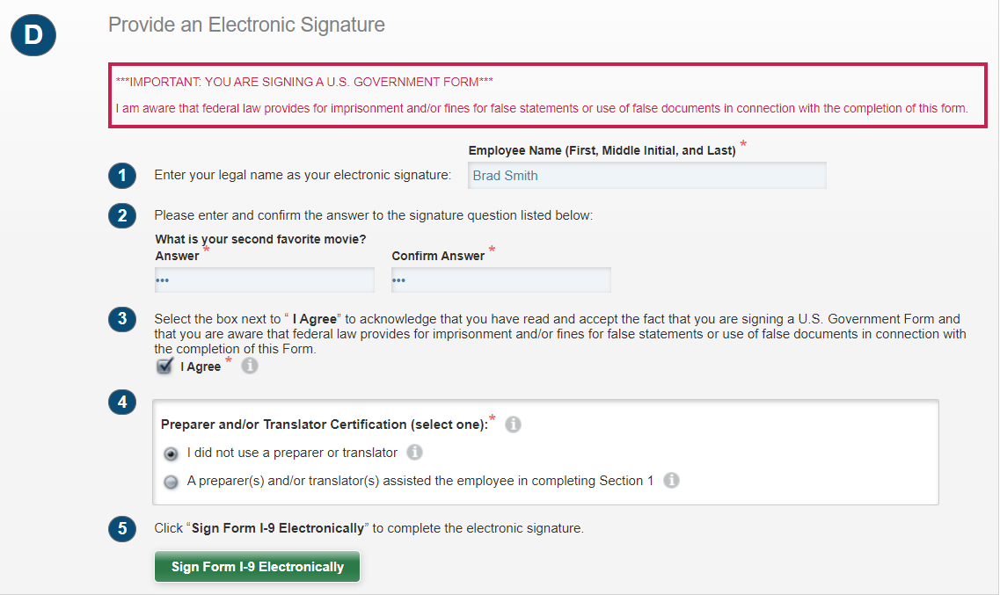 D
Provide an Electronic Signature
***IMPORTANT: YOU ARE SIGNING A U.S. GOVERNMENT FORM***
I am aware that federal law provides for imprisonment and/or fines for false statements or use of false documents in connection with the completion of this form.
Employee Name (First, Middle Initial, and Last) *
1 Enter your legal name as your electronic signature: Brad Smith
2 Please enter and confirm the answer to the signature question listed below:
What is your second favorite movie?
Answer * Confirm Answer *
••• •••
3 Select the box next to “ I Agree” to acknowledge that you have read and accept the fact that you are signing a U.S. Government Form and
that you are aware that federal law provides for imprisonment and/or fines for false statements or use of false documents in connection with
the completion of this Form.
I Agree * i
4
Preparer and/or Translator Certification (select one):* i
I did not use a preparer or translator i
A preparer(s) and/or translator(s) assisted the employee in completing Section 1 i
5 Click “Sign Form I-9 Electronically” to complete the electronic signature.
Sign Form I-9 Electronically